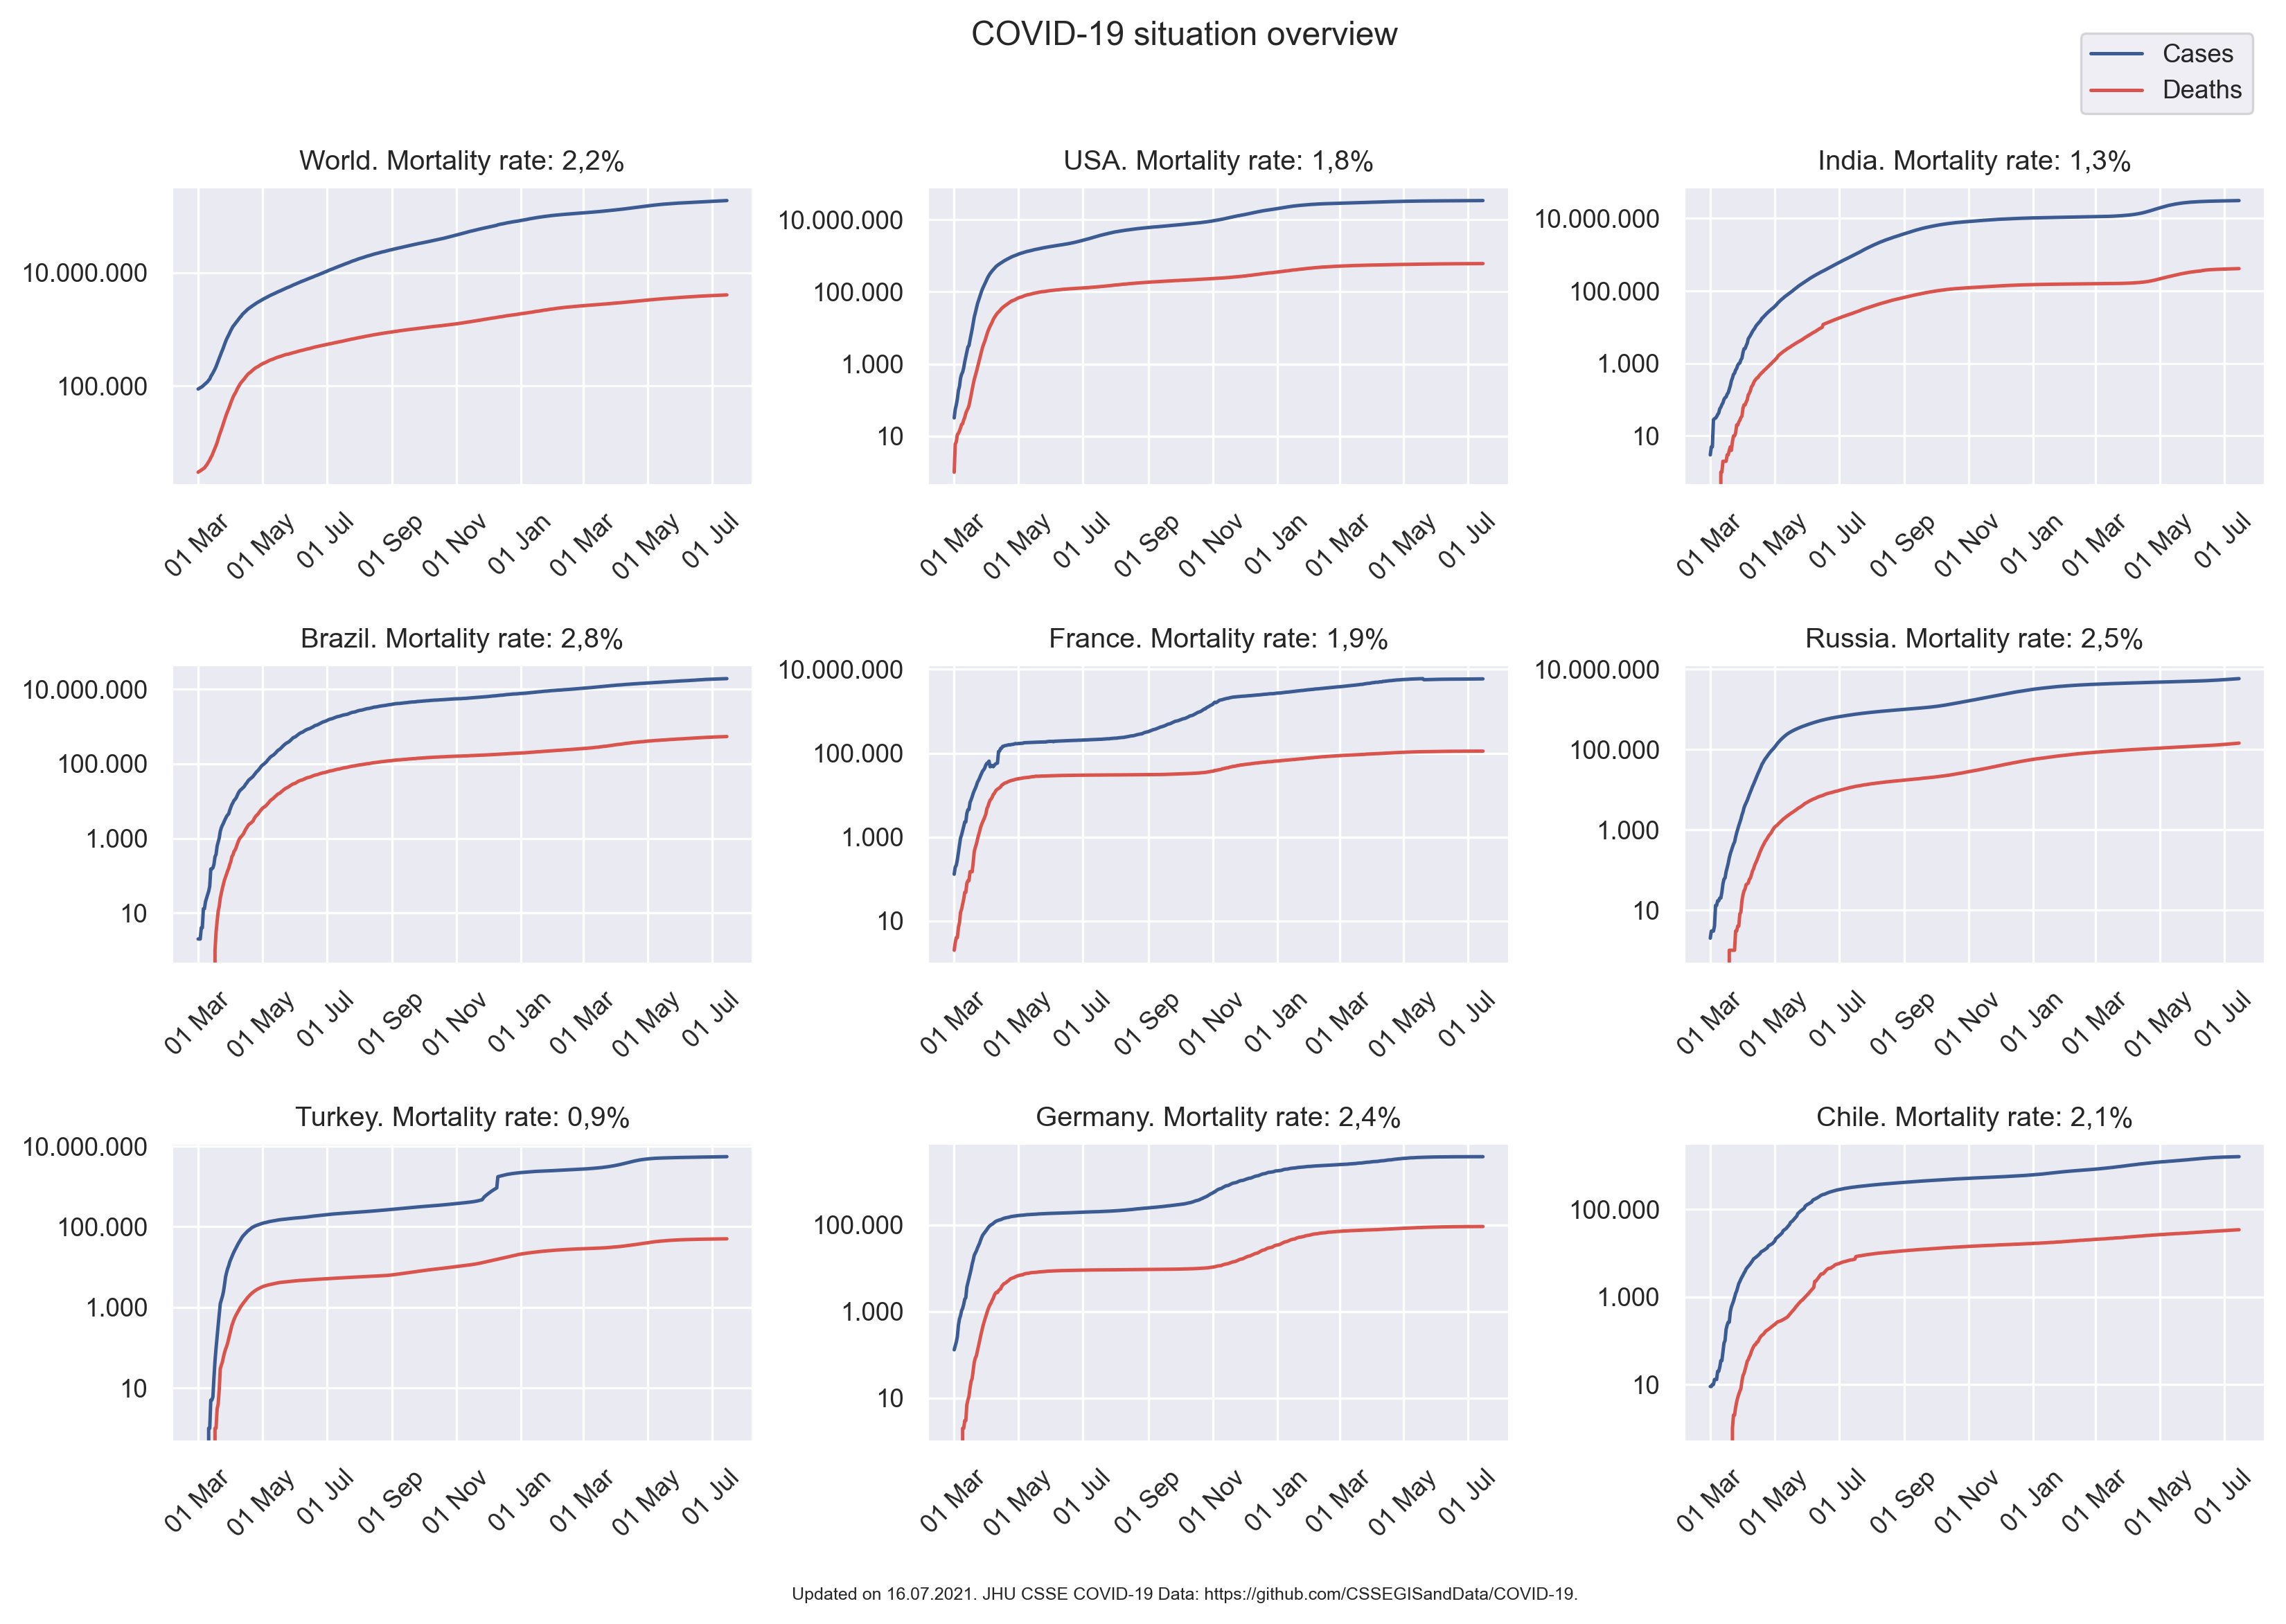 COVID-19 situation overview
Cases
Deaths
World. Mortality rate: 2,2%
10.000.000
100.000
01 Mar
01 May
01 Jul
01 Sep
01 Nov
01 Jan
01 Mar
01 May
01 Jul
USA. Mortality rate: 1,8%
10.000.000
100.000
1.000
10
01 Mar
01 May
01 Jul
01 Sep
01 Nov
01 Jan
01 Mar
01 May
01 Jul
India. Mortality rate: 1,3%
10.000.000
100.000
1.000
10
01 Mar
01 May
01 Jul
01 Sep
01 Nov
01 Jan
01 Mar
01 May
01 Jul
Brazil. Mortality rate: 2,8%
10.000.000
100.000
1.000
10
01 Mar
01 May
01 Jul
01 Sep
01 Nov
01 Jan
01 Mar
01 May
01 Jul
France. Mortality rate: 1,9%
10.000.000
100.000
1.000
10
01 Mar
01 May
01 Jul
01 Sep
01 Nov
01 Jan
01 Mar
01 May
01 Jul
Russia. Mortality rate: 2,5%
10.000.000
100.000
1.000
10
01 Mar
01 May
01 Jul
01 Sep
01 Nov
01 Jan
01 Mar
01 May
01 Jul
Turkey. Mortality rate: 0,9%
10.000.000
100.000
1.000
10
01 Mar
01 May
01 Jul
01 Sep
01 Nov
01 Jan
01 Mar
01 May
01 Jul
Germany. Mortality rate: 2,4%
100.000
1.000
10
01 Mar
01 May
01 Jul
01 Sep
01 Nov
01 Jan
01 Mar
01 May
01 Jul
Chile. Mortality rate: 2,1%
100.000
1.000
10
01 Mar
01 May
01 Jul
01 Sep
01 Nov
01 Jan
01 Mar
01 May
01 Jul
Updated on 16.07.2021. JHU CSSE COVID-19 Data: https://github.com/CSSEGISandData/COVID-19.